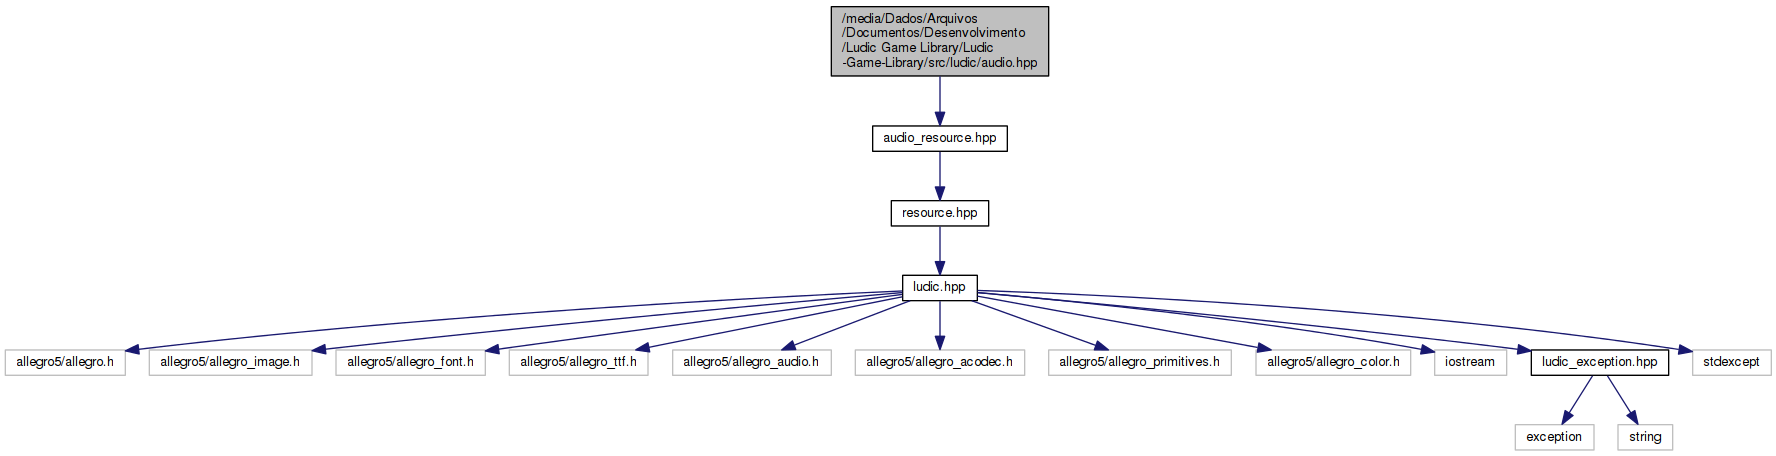 /media/Dados/Arquivos
/Documentos/Desenvolvimento
/Ludic Game Library/Ludic
-Game-Library/src/ludic/audio.hpp
audio_resource.hpp
resource.hpp
ludic.hpp
allegro5/allegro.h
allegro5/allegro_image.h
allegro5/allegro_font.h
allegro5/allegro_ttf.h
allegro5/allegro_audio.h
allegro5/allegro_acodec.h
allegro5/allegro_primitives.h
allegro5/allegro_color.h
iostream
ludic_exception.hpp
stdexcept
exception
string